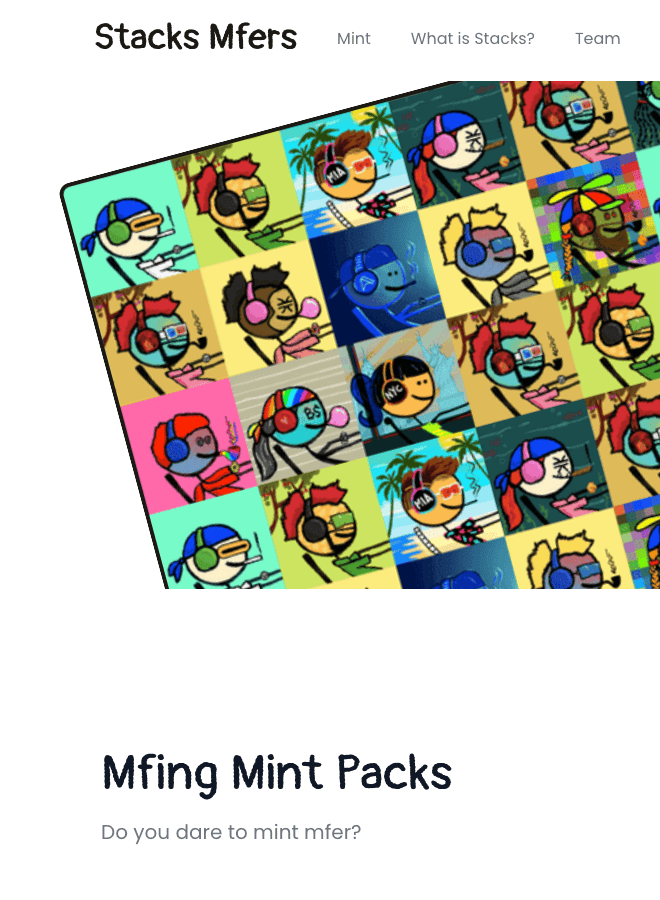 Stacks Mfers
Mint
What is Stacks?
Team
MIA
BS
NYC
MIA
Mfing Mint Packs
Do you dare to mint mfer?